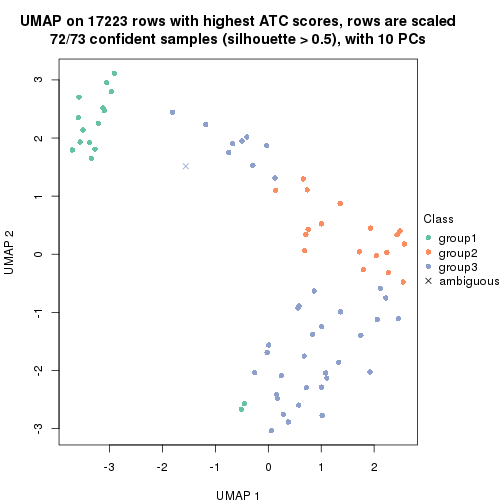 UMAP on 17223 rows with highest ATC scores, rows are scaled
72/73 confident samples (silhouette > 0.5), with 10 PCs
3
2
1
0
-1
-2
-3
UMAP 2
-3
-2
-1
0
1
2
UMAP 1
Class
group1
group2
group3
ambiguous